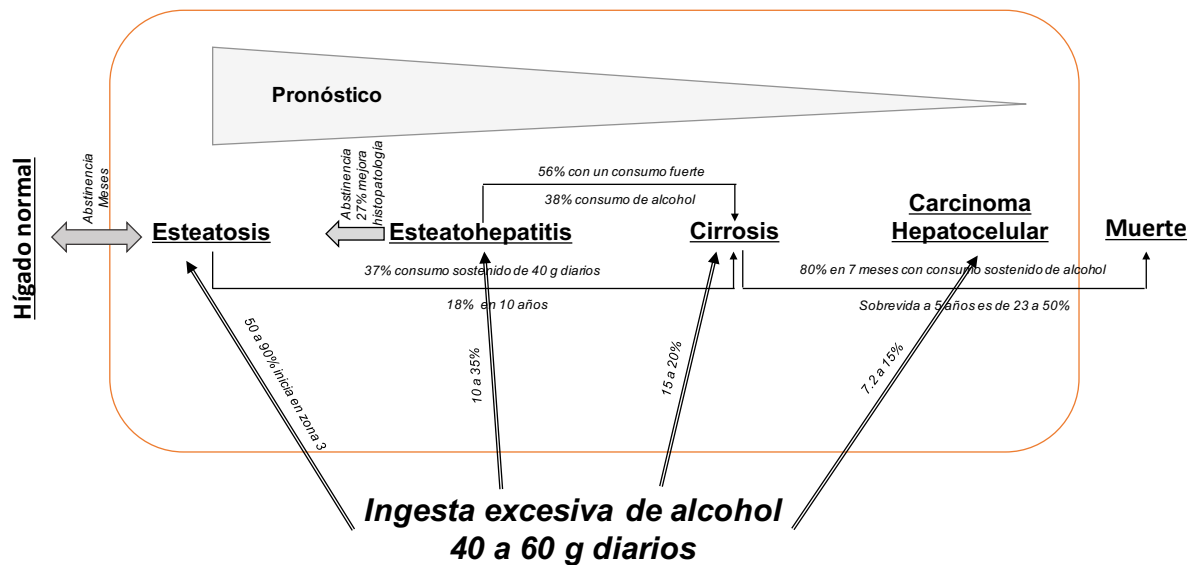 Pronóstico
Hígado normal
Abstinencia
Meses
Esteatosis
Abstinencia
27% mejora
histopatología
Esteatohepatitis
56% con un consumo fuerte
38% consumo de alcohol
Cirrosis
Carcinoma
Hepatocelular
Muerte
37% consumo sostenido de 40 g diarios
18% en 10 años
80% en 7 meses con consumo sostenido de alcohol
Sobrevida a 5 años es de 23 a 50%
50 a 90% inicia en zona 3
10 a 35%
15 a 20%
7.2 a 15%
Ingesta excesiva de alcohol
40 a 60 g diarios